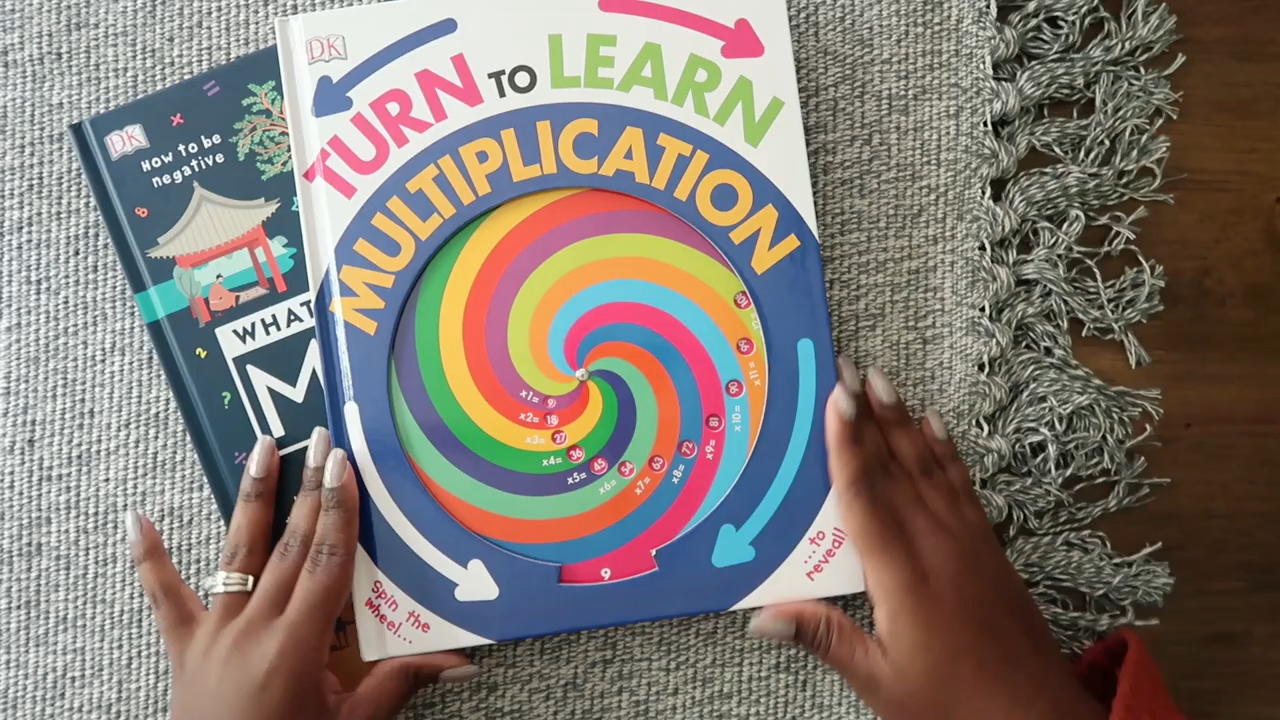 DK
TURN TO LEARN
MULTIPLICATION
x1= 9
x2= 18
x3= 27
x4= 36
x5= 45
x6= 54
x7= 63
x8= 72
x9= 81
x10= 90
x11 = 99
9
Spin the
wheel...
...to
reveal!
DK
How to be
negative
WHAT
M
2
?